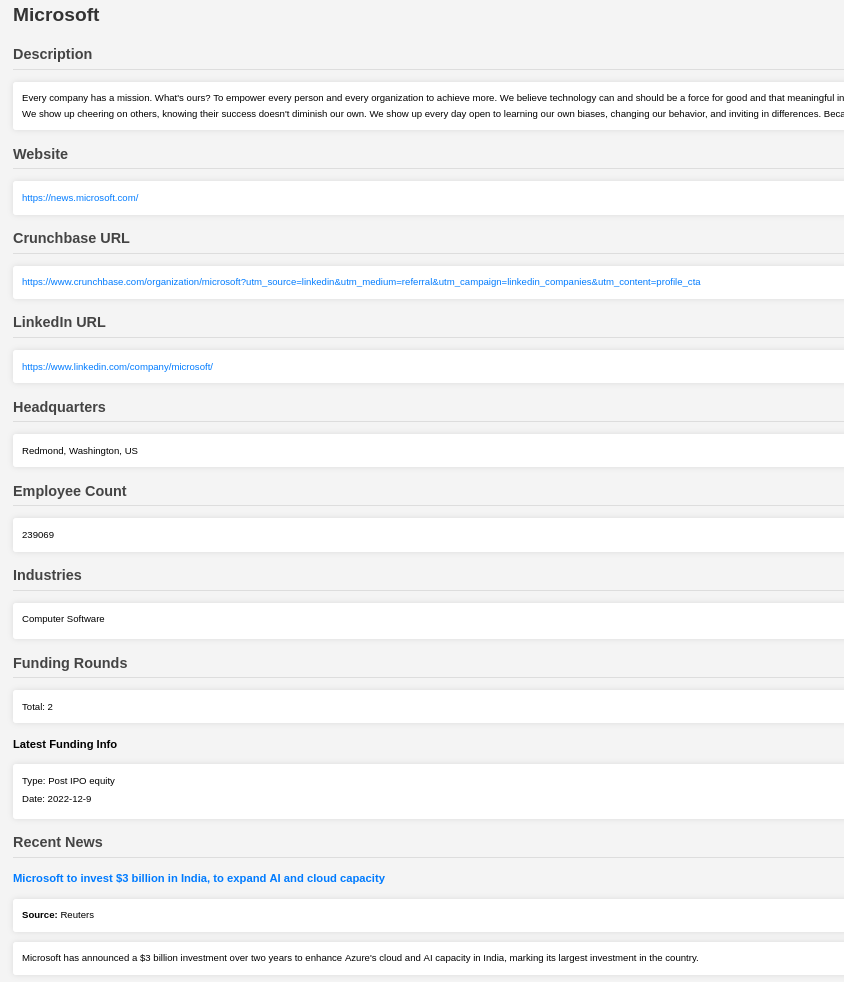 Microsoft
Description
Every company has a mission. What's ours? To empower every person and every organization to achieve more. We believe technology can and should be a force for good and that meaningful in
We show up cheering on others, knowing their success doesn't diminish our own. We show up every day open to learning our own biases, changing our behavior, and inviting in differences. Beca
Website
https://news.microsoft.com/
Crunchbase URL
https://www.crunchbase.com/organization/microsoft?utm_source=linkedin&utm_medium=referral&utm_campaign=linkedin_companies&utm_content=profile_cta
LinkedIn URL
https://www.linkedin.com/company/microsoft/
Headquarters
Redmond, Washington, US
Employee Count
239069
Industries
Computer Software
Funding Rounds
Total: 2
Latest Funding Info
Type: Post IPO equity
Date: 2022-12-9
Recent News
Microsoft to invest $3 billion in India, to expand AI and cloud capacity
Source: Reuters
Microsoft has announced a $3 billion investment over two years to enhance Azure's cloud and AI capacity in India, marking its largest investment in the country.